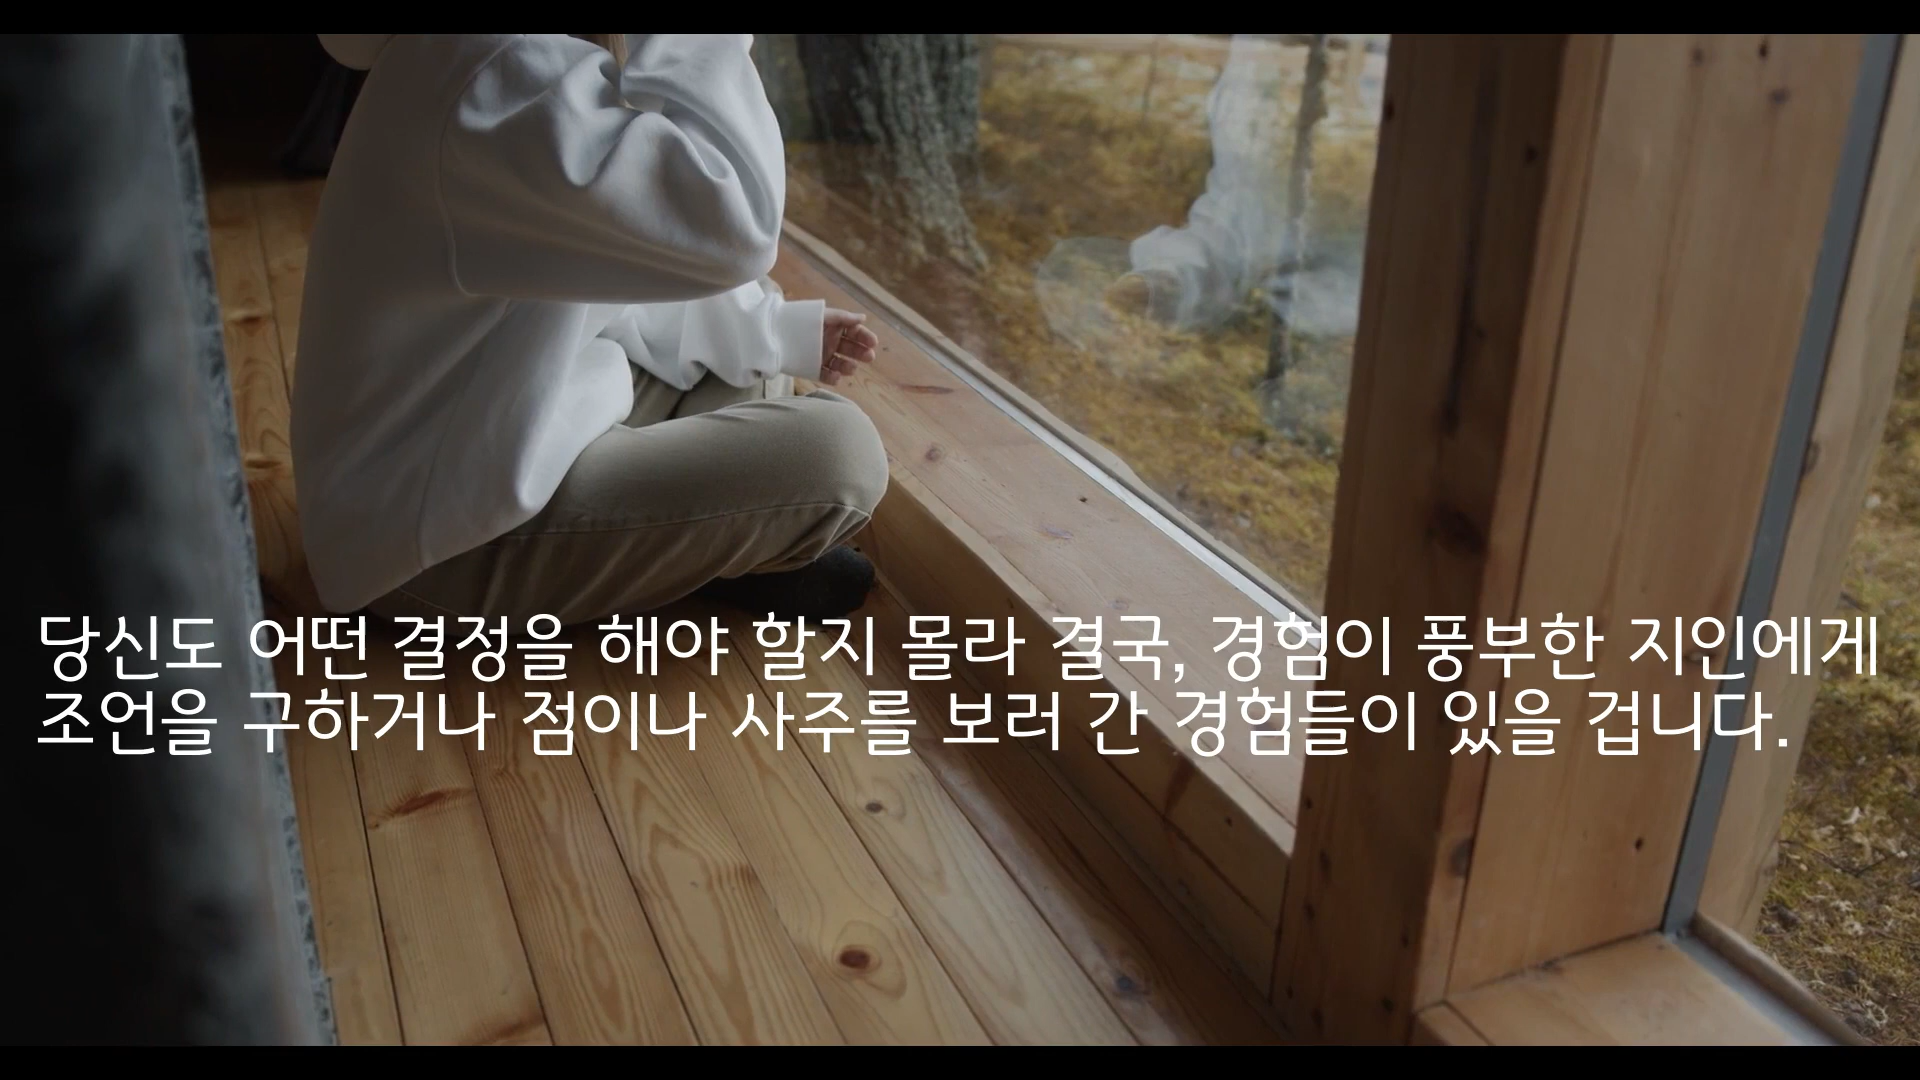 당신도 어떤 결정을 해야 할지 몰라 결국, 경험이 풍부한 지인에게
조언을 구하거나 점이나 사주를 보러 간 경험들이 있을 겁니다.